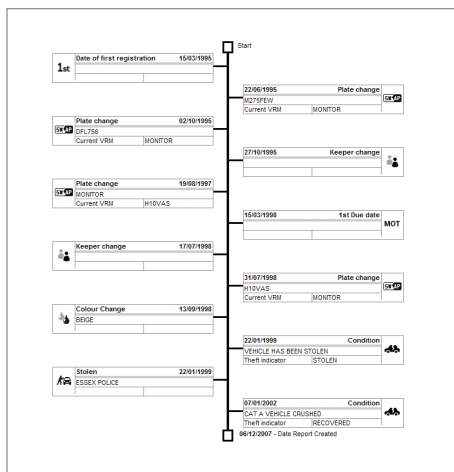 Start
1st
Date of first registration 15/03/1995
22/06/1995 Plate change
M275FEW
Current VRM MONITOR
SWAP
Plate change 02/10/1995
SWAP
DFL756
Current VRM MONITOR
27/10/1995 Keeper change
Plate change 19/08/1997
SWAP
MONITOR
Current VRM H10VAS
15/03/1998 1st Due date
MOT
Keeper change 17/07/1998
31/07/1998 Plate change
H10VAS
Current VRM MONITOR
SWAP
Colour Change 13/09/1998
BEIGE
22/01/1999 Condition
VEHICLE HAS BEEN STOLEN
Theft indicator STOLEN
Stolen 22/01/1999
ESSEX POLICE
07/01/2002 Condition
CAT A VEHICLE CRUSHED
Theft indicator RECOVERED
06/12/2007 - Date Report Created